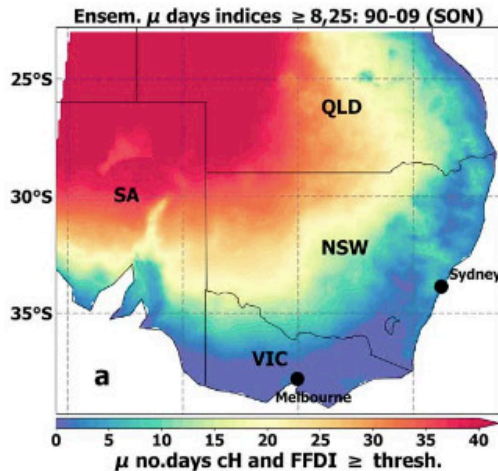 Ensem. μ days indices ≥ 8,25: 90-09 (SON)
25°S
QLD
30°S
SA
NSW
Sydney
35°S
VIC
a
Melbourne
0 5 10 15 20 25 30 35 40
μ no.days cH and FFDI ≥ thresh.